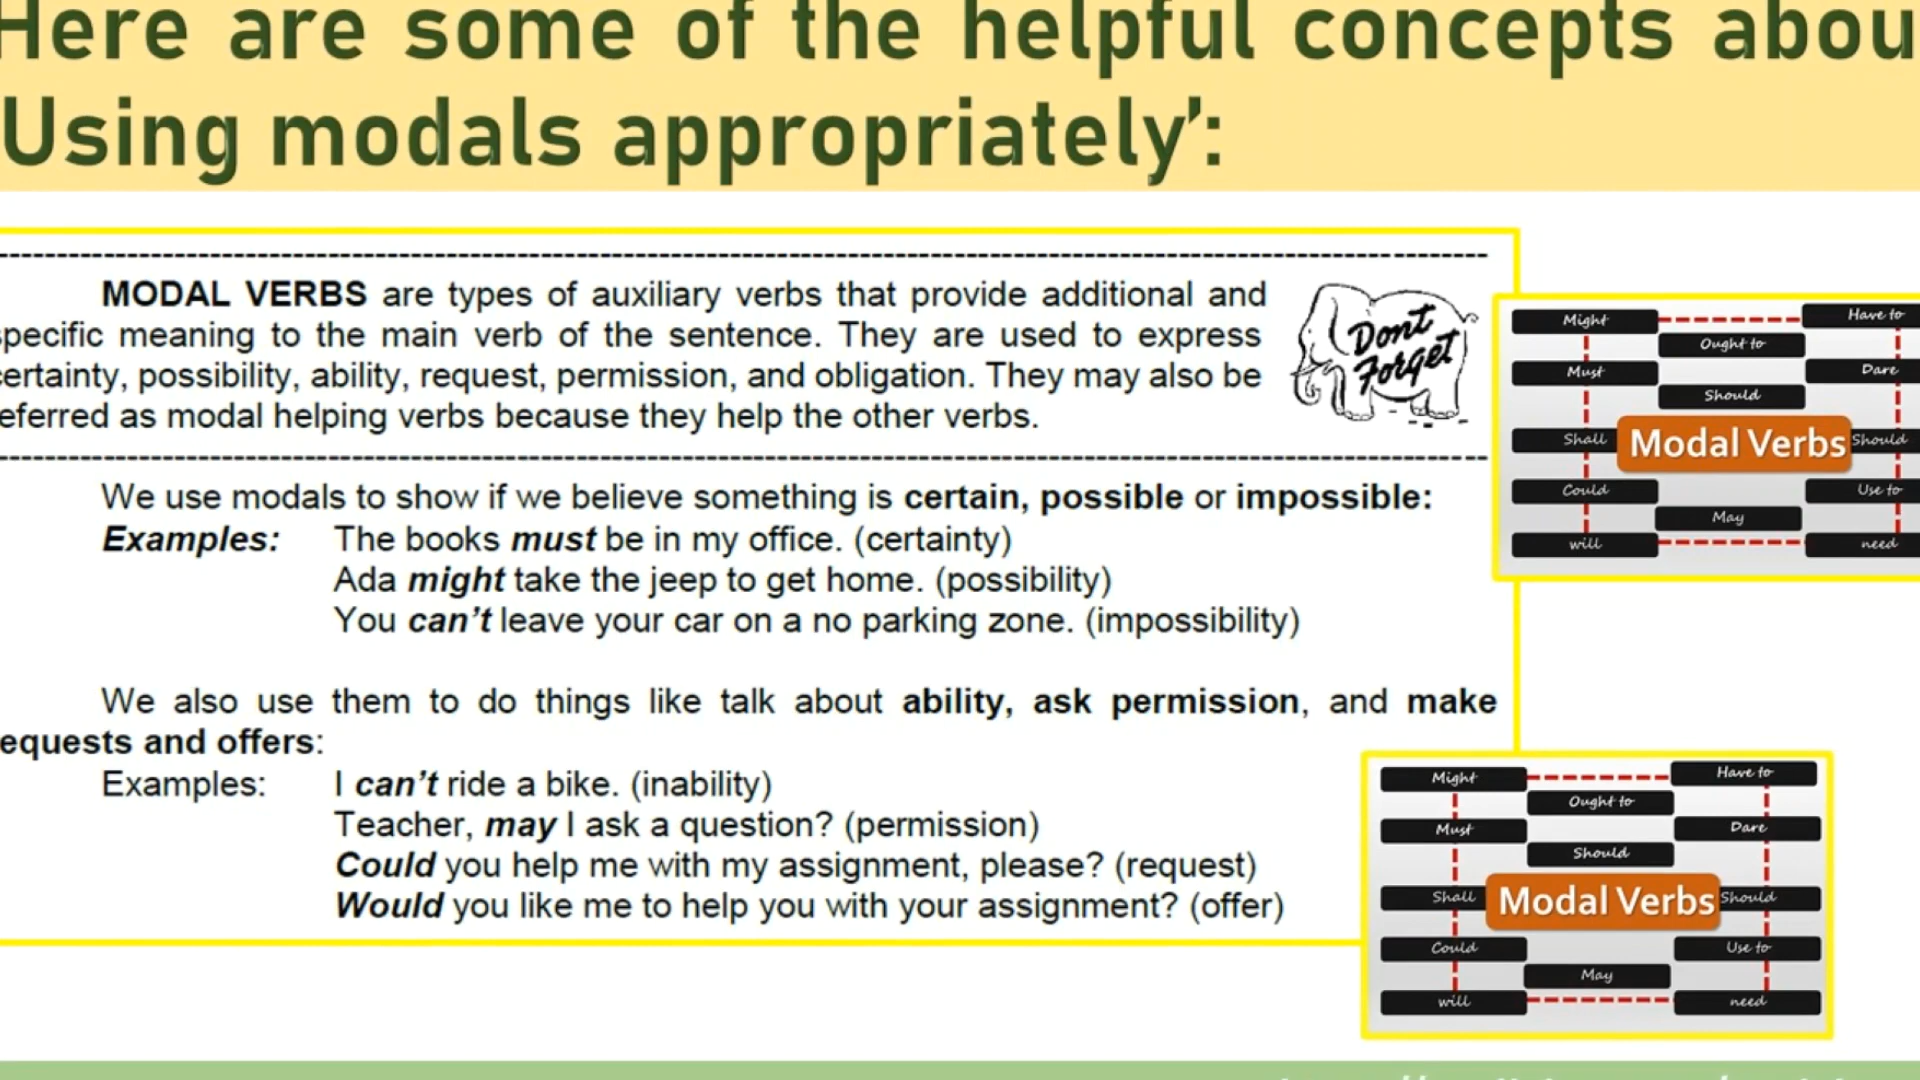 Here are some of the helpful concepts abou
Using modals appropriately':
MODAL VERBS are types of auxiliary verbs that provide additional and
specific meaning to the main verb of the sentence. They are used to express
certainty, possibility, ability, request, permission, and obligation. They may also be
eferred as modal helping verbs because they help the other verbs.
Don't
Forget
We use modals to show if we believe something is certain, possible or impossible:
Examples: The books must be in my office. (certainty)
Ada might take the jeep to get home. (possibility)
You can't leave your car on a no parking zone. (impossibility)
We also use them to do things like talk about ability, ask permission, and make
equests and offers:
Examples: I can't ride a bike. (inability)
Teacher, may I ask a question? (permission)
Could you help me with my assignment, please? (request)
Would you like me to help you with your assignment? (offer)
Might Have to
Ought to
Must Dare
Should
Shall Modal Verbs Should
Could Use to
May
will need
Might Have to
Ought to
Must Dare
Should
Shall Modal Verbs Should
Could Use to
May
will need